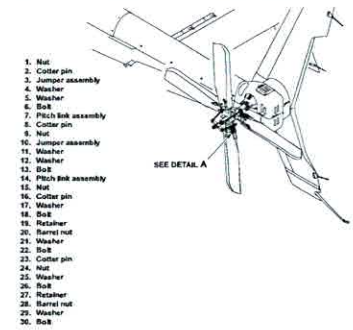 1. Nut
2. Cotter pin
3. Jumper assembly
4. Washer
5. Washer
6. Bolt
7. Pitch link assembly
8. Cotter pin
9. Nut
10. Jumper assembly
11. Washer
12. Washer
13. Bolt
14. Pitch link assembly
15. Nut
16. Cotter pin
17. Washer
18. Bolt
19. Retainer
20. Barrel nut
21. Washer
22. Bolt
23. Cotter pin
24. Nut
25. Washer
26. Bolt
27. Retainer
28. Barrel nut
29. Washer
30. Bolt
SEE DETAIL A